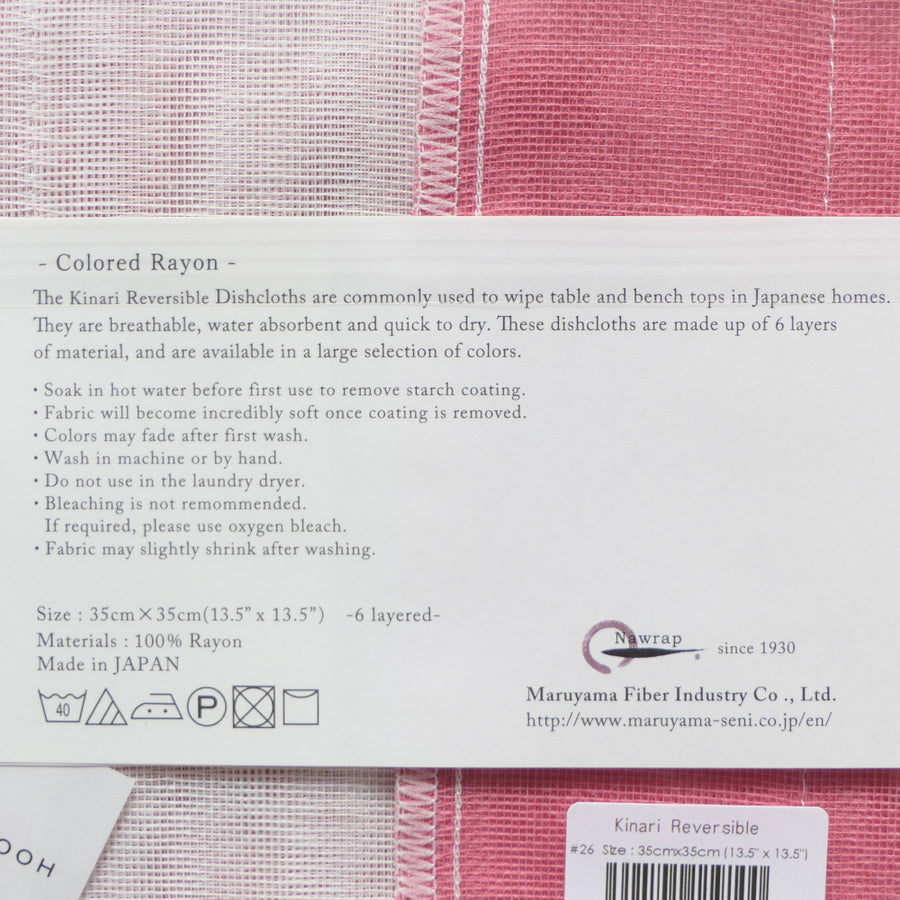 - Colored Rayon -
The Kinari Reversible Dishcloths are commonly used to wipe table and bench tops in Japanese homes.
They are breathable, water absorbent and quick to dry. These dishcloths are made up of 6 layers
of material, and are available in a large selection of colors.
・Soak in hot water before first use to remove starch coating.
・Fabric will become incredibly soft once coating is removed.
・Colors may fade after first wash.
・Wash in machine or by hand.
・Do not use in the laundry dryer.
・Bleaching is not remommended.
If required, please use oxygen bleach.
・Fabric may slightly shrink after washing.
Size : 35cm×35cm(13.5” x 13.5”) -6 layered-
Materials : 100% Rayon
Made in JAPAN
40 P
Nawrap ® since 1930
Maruyama Fiber Industry Co ., Ltd.
http://www.maruyama-seni.co.jp/en/
Kinari Reversible
#26 Size : 35cmx35cm (13.5" x 13.5")